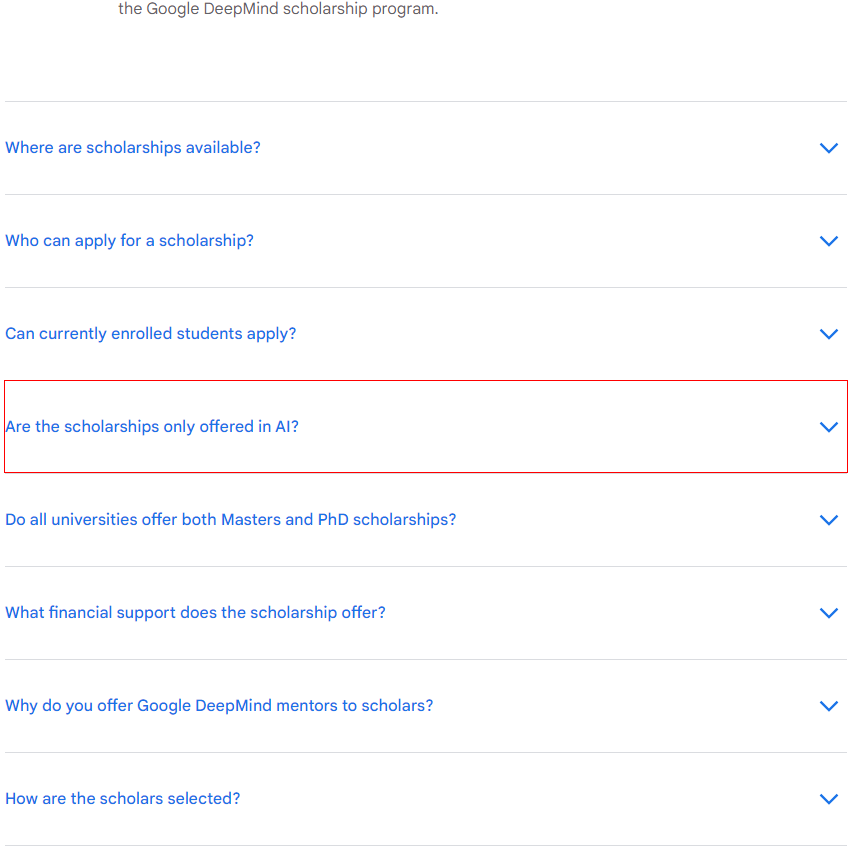 the Google DeepMind scholarship program.
Where are scholarships available?
Who can apply for a scholarship?
Can currently enrolled students apply?
Are the scholarships only offered in AI?
Do all universities offer both Masters and PhD scholarships?
What financial support does the scholarship offer?
Why do you offer Google DeepMind mentors to scholars?
How are the scholars selected?